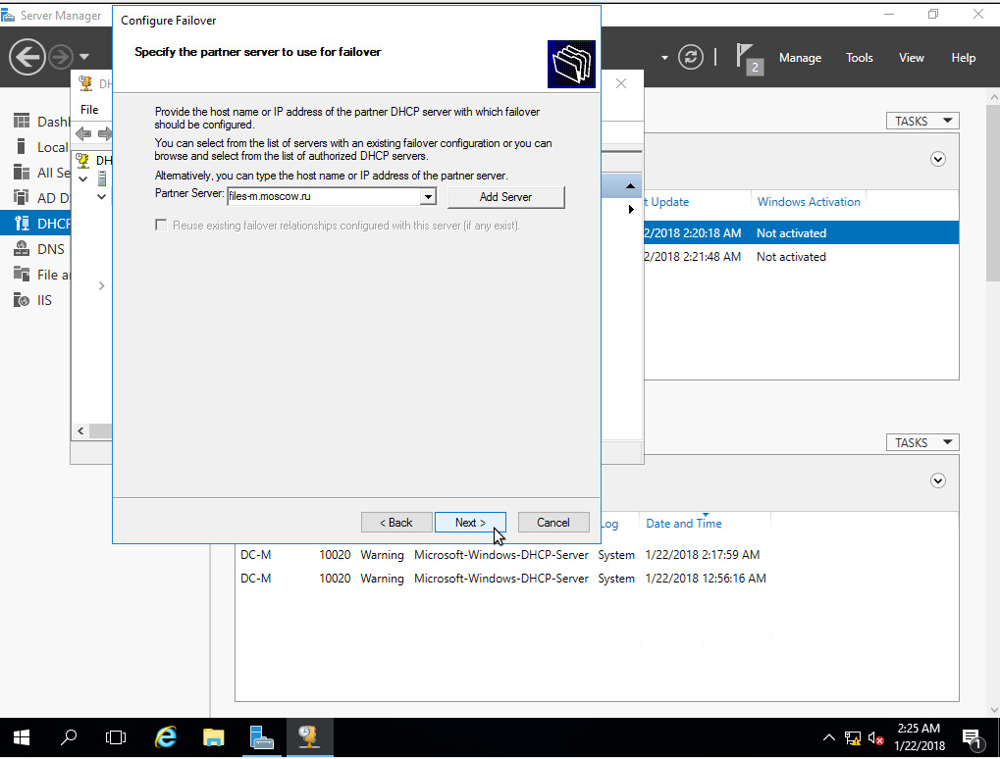 Server Manager
Configure Failover
Specify the partner server to use for failover
2
Manage
Tools
View
Help
File
Provide the host name or IP address of the partner DHCP server with which failover
should be configured.
You can select from the list of servers with an existing failover configuration or you can
browse and select from the list of authorized DHCP servers.
Alternatively, you can type the host name or IP address of the partner server.
Partner Server: files-m.moscow.ru Add Server
Reuse existing failover relationships configured with this server (if any exist).
Local
All Se
AD D
DHCP
DNS
File a
IIS
DH
TASKS
t Update Windows Activation
2/2018 2:20:18 AM Not activated
2/2018 2:21:48 AM Not activated
TASKS
< Back Next > Cancel
Log Date and Time
DC-M 10020 Warning Microsoft-Windows-DHCP-Server System 1/22/2018 2:17:59 AM
DC-M 10020 Warning Microsoft-Windows-DHCP-Server System 1/22/2018 12:56:16 AM
2:25 AM
1/22/2018
1